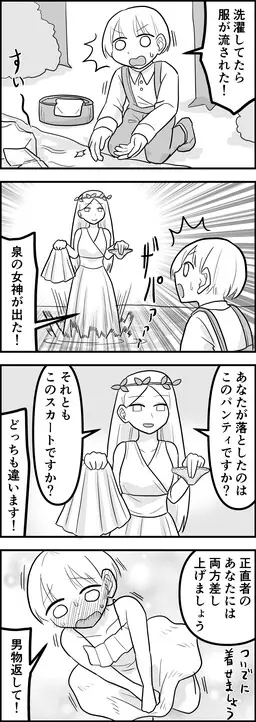 洗濯してたら
服が流された！
すいー
泉の女神が出た！
パァァ
あなたが落としたのは
このパンティですか？
それとも
このスカートですか？
どっちも違います！
正直者の
あなたには
両方差し
上げましょう
ついでに
着せましょう
男物返して！